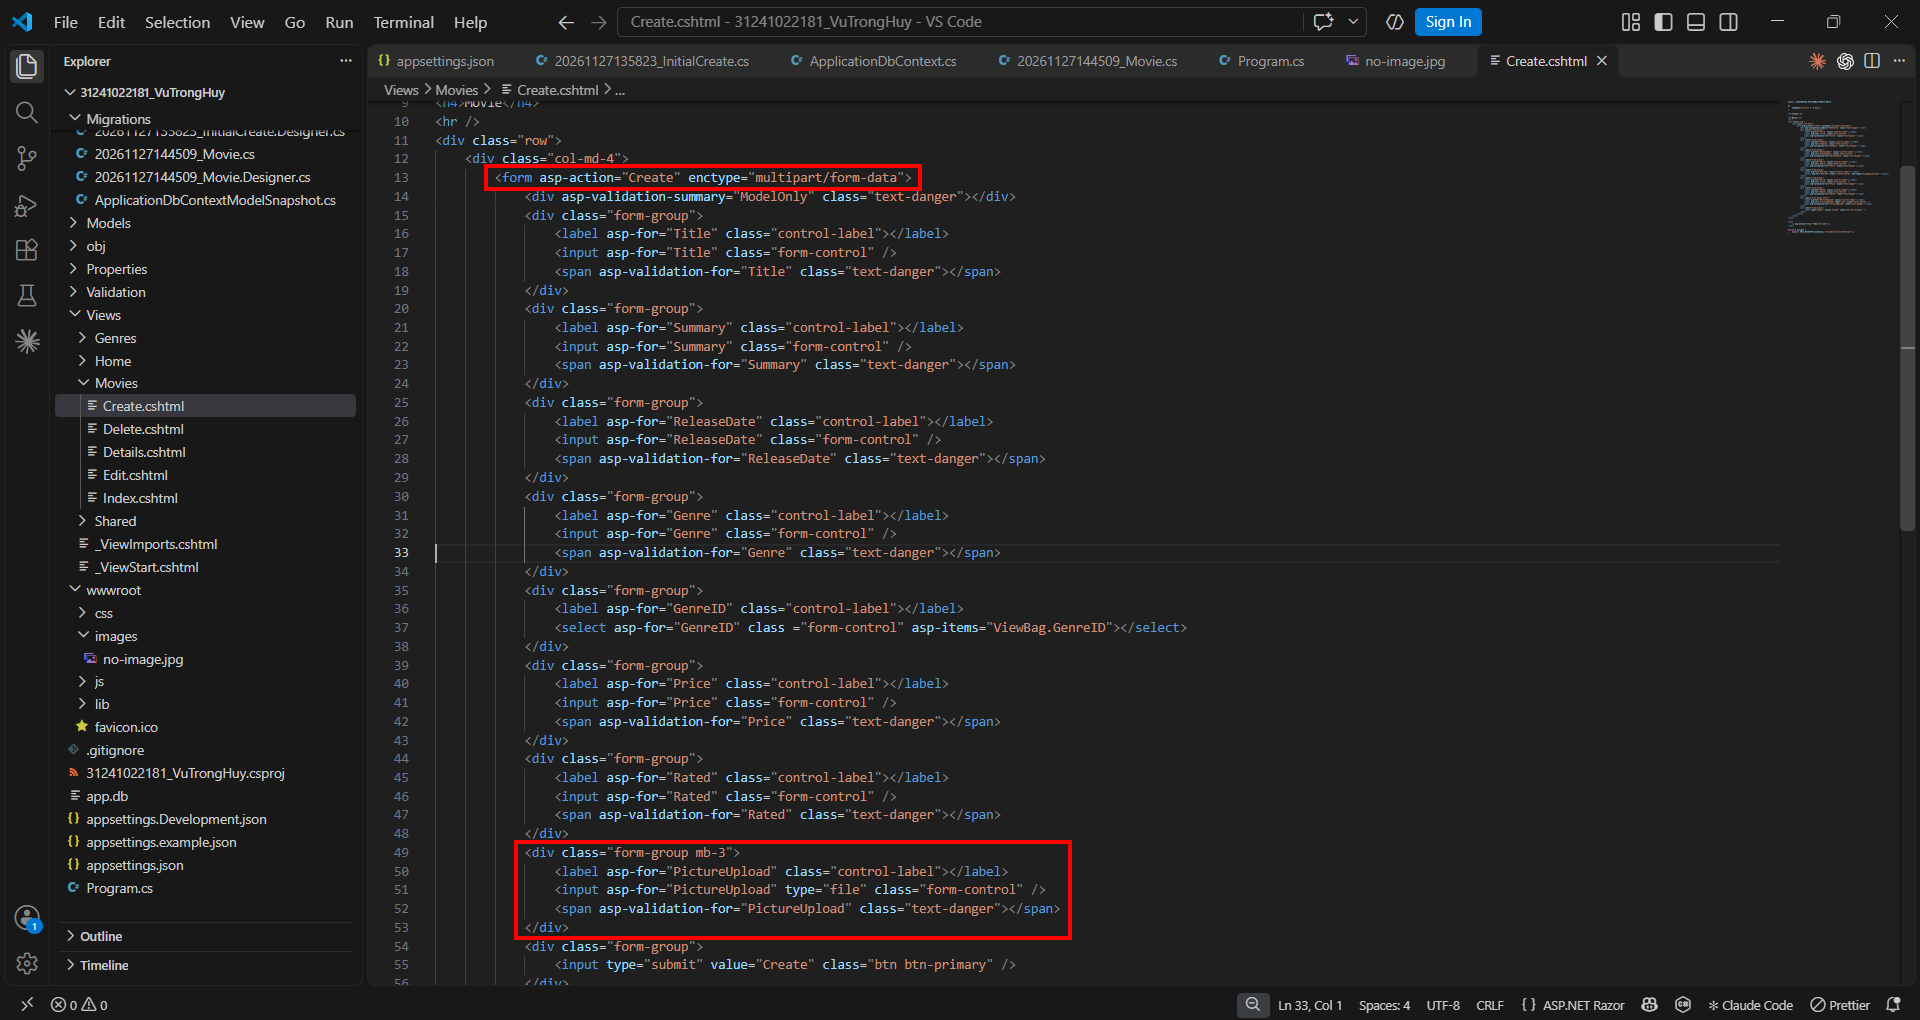 File Edit Selection View Go Run Terminal Help
Create.cshtml - 31241022181_VuTrongHuy - VS Code
Sign In
Explorer
31241022181_VuTrongHuy
Migrations
20261127135823_InitialCreate.Designer.cs
20261127144509_Movie.cs
20261127144509_Movie.Designer.cs
ApplicationDbContextModelSnapshot.cs
Models
obj
Properties
Validation
Views
Genres
Home
Movies
Create.cshtml
Delete.cshtml
Details.cshtml
Edit.cshtml
Index.cshtml
Shared
_ViewImports.cshtml
_ViewStart.cshtml
wwwroot
css
images
no-image.jpg
js
lib
favicon.ico
.gitignore
31241022181_VuTrongHuy.csproj
app.db
appsettings.Development.json
appsettings.example.json
appsettings.json
Program.cs
Outline
Timeline
appsettings.json 20261127135823_InitialCreate.cs ApplicationDbContext.cs 20261127144509_Movie.cs Program.cs no-image.jpg Create.cshtml
Views > Movies > Create.cshtml > ...
9 <h4>Movie</h4>
10 <hr />
11 <div class="row">
12 <div class="col-md-4">
13 <form asp-action="Create" enctype="multipart/form-data">
14 <div asp-validation-summary="ModelOnly" class="text-danger"></div>
15 <div class="form-group">
16 <label asp-for="Title" class="control-label"></label>
17 <input asp-for="Title" class="form-control" />
18 <span asp-validation-for="Title" class="text-danger"></span>
19 </div>
20 <div class="form-group">
21 <label asp-for="Summary" class="control-label"></label>
22 <input asp-for="Summary" class="form-control" />
23 <span asp-validation-for="Summary" class="text-danger"></span>
24 </div>
25 <div class="form-group">
26 <label asp-for="ReleaseDate" class="control-label"></label>
27 <input asp-for="ReleaseDate" class="form-control" />
28 <span asp-validation-for="ReleaseDate" class="text-danger"></span>
29 </div>
30 <div class="form-group">
31 <label asp-for="Genre" class="control-label"></label>
32 <input asp-for="Genre" class="form-control" />
33 <span asp-validation-for="Genre" class="text-danger"></span>
34 </div>
35 <div class="form-group">
36 <label asp-for="GenreID" class="control-label"></label>
37 <select asp-for="GenreID" class ="form-control" asp-items="ViewBag.GenreID"></select>
38 </div>
39 <div class="form-group">
40 <label asp-for="Price" class="control-label"></label>
41 <input asp-for="Price" class="form-control" />
42 <span asp-validation-for="Price" class="text-danger"></span>
43 </div>
44 <div class="form-group">
45 <label asp-for="Rated" class="control-label"></label>
46 <input asp-for="Rated" class="form-control" />
47 <span asp-validation-for="Rated" class="text-danger"></span>
48 </div>
49 <div class="form-group mb-3">
50 <label asp-for="PictureUpload" class="control-label"></label>
51 <input asp-for="PictureUpload" type="file" class="form-control" />
52 <span asp-validation-for="PictureUpload" class="text-danger"></span>
53 </div>
54 <div class="form-group">
55 <input type="submit" value="Create" class="btn btn-primary" />
56 </div>
1
0 0
Ln 33, Col 1 Spaces: 4 UTF-8 CRLF { } ASP.NET Razor Claude Code Prettier